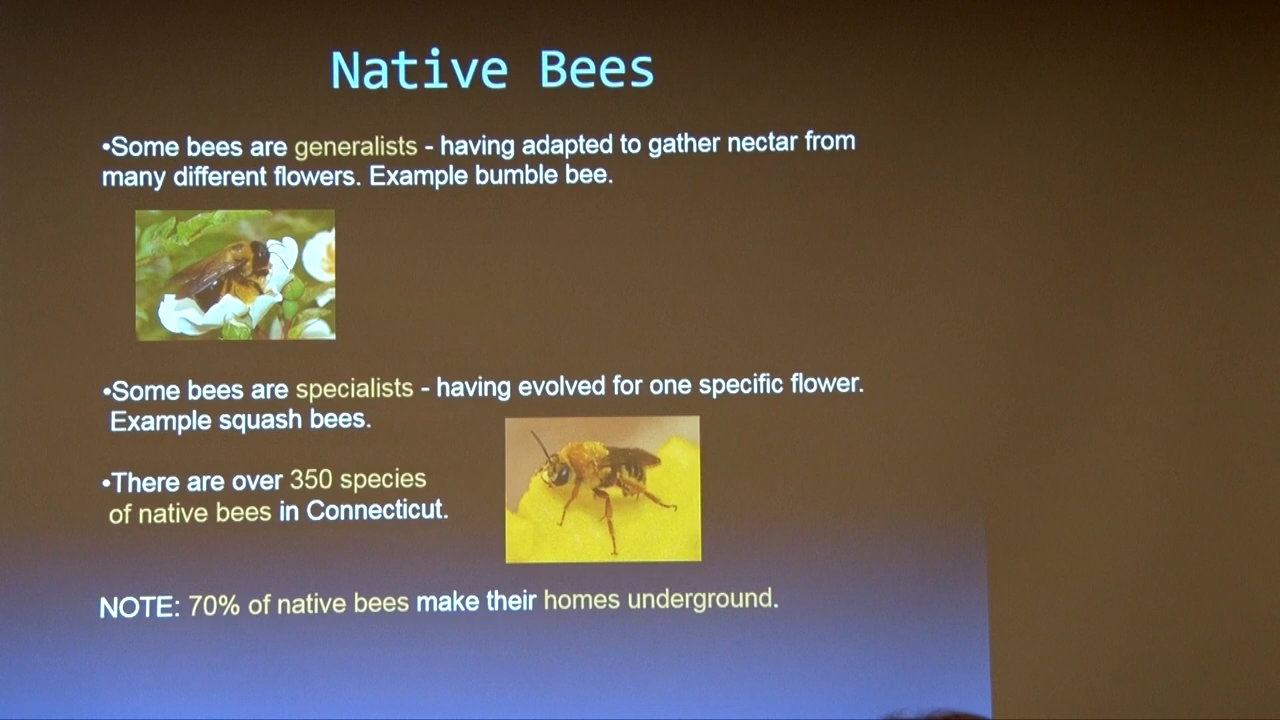 Native Bees
•Some bees are generalists - having adapted to gather nectar from
many different flowers. Example bumble bee.
•Some bees are specialists - having evolved for one specific flower.
Example squash bees.
•There are over 350 species
of native bees in Connecticut.
NOTE: 70% of native bees make their homes underground.